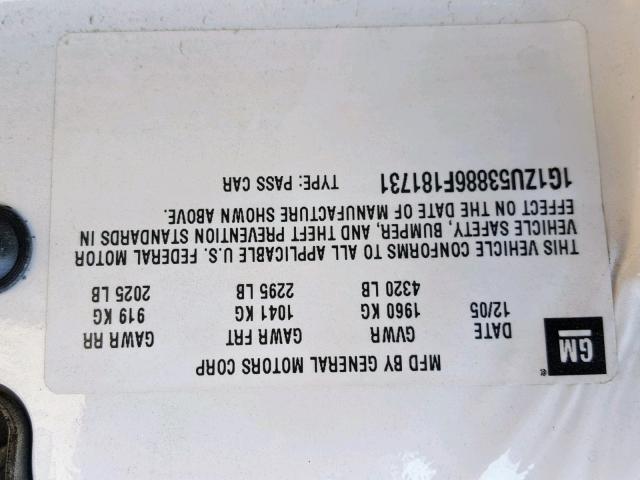 GM ® MFD BY GENERAL MOTORS CORP
DATE GVWR GAWR FRT GAWR RR
12/05 1960 KG 1041 KG 919 KG
4320 LB 2295 LB 2025 LB
THIS VEHICLE CONFORMS TO ALL APPLICABLE U.S. FEDERAL MOTOR
VEHICLE SAFETY, BUMPER, AND THEFT PREVENTION STANDARDS IN
EFFECT ON THE DATE OF MANUFACTURE SHOWN ABOVE.
1G1ZU53886F181731 TYPE: PASS CAR